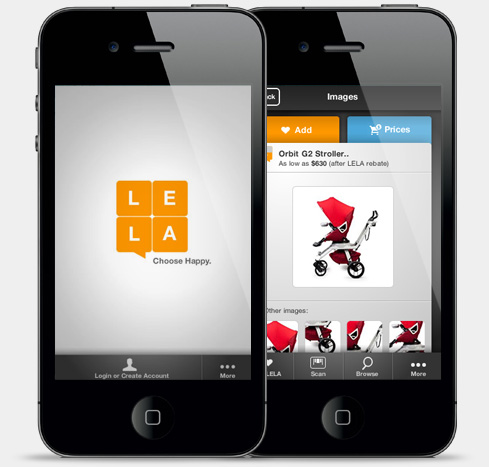 L E
L A
Choose Happy.
Login or Create Account
More
ck
Images
Add
Prices
Orbit G2 Stroller..
As low as $630 (after LELA rebate)
Other images:
LELA
Scan
Browse
More